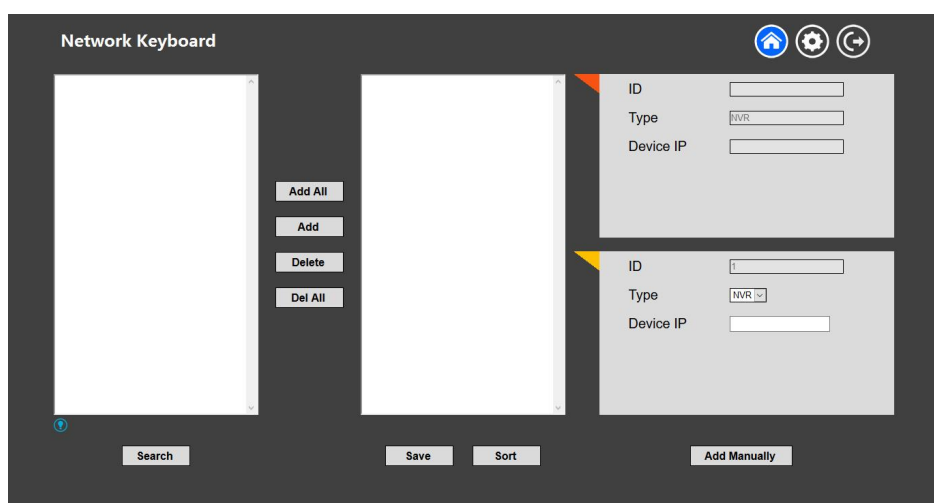 Network Keyboard
ID
Type NVR
Device IP
Add All
Add
Delete
Del All
ID 1
Type NVR
Device IP
Search
Save
Sort
Add Manually